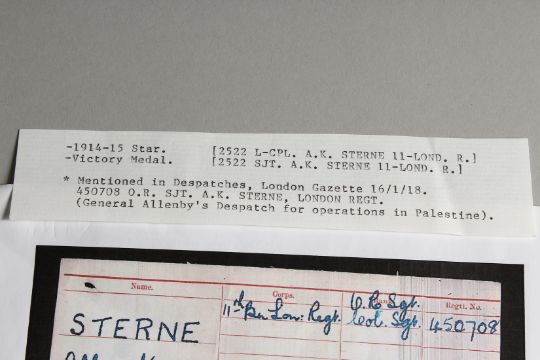 -1914-15 Star. [2522 L-CPL. A.K. STERNE 11-LOND. R.]
-Victory Medal. [2522 SJT. A.K. STERNE 11-LOND. R.]
* Mentioned in Despatches, London Gazette 16/1/18.
450708 O.R. SJT. A.K. STERNE, LONDON REGT.
(General Allenby's Despatch for operations in Palestine).
Name. Corps. Regtl. No.
O.R. Sgt.
STERNE 11th Bn Lon: Regt. Col. Sgt. 450708